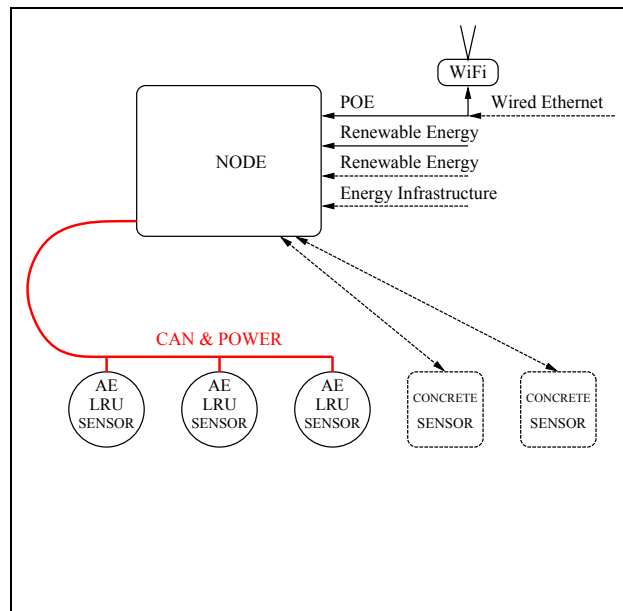 WiFi
POE
Wired Ethernet
Renewable Energy
NODE
Renewable Energy
Energy Infrastructure
CAN & POWER
AE
LRU
SENSOR
AE
LRU
SENSOR
AE
LRU
SENSOR
CONCRETE
SENSOR
CONCRETE
SENSOR